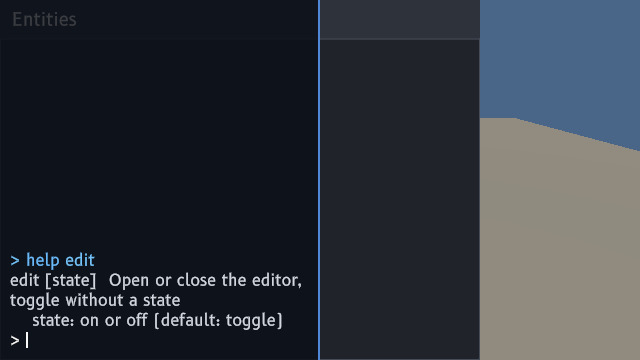 Entities
> help edit
edit [state]  Open or close the editor,
toggle without a state
state: on or off [default: toggle]
>